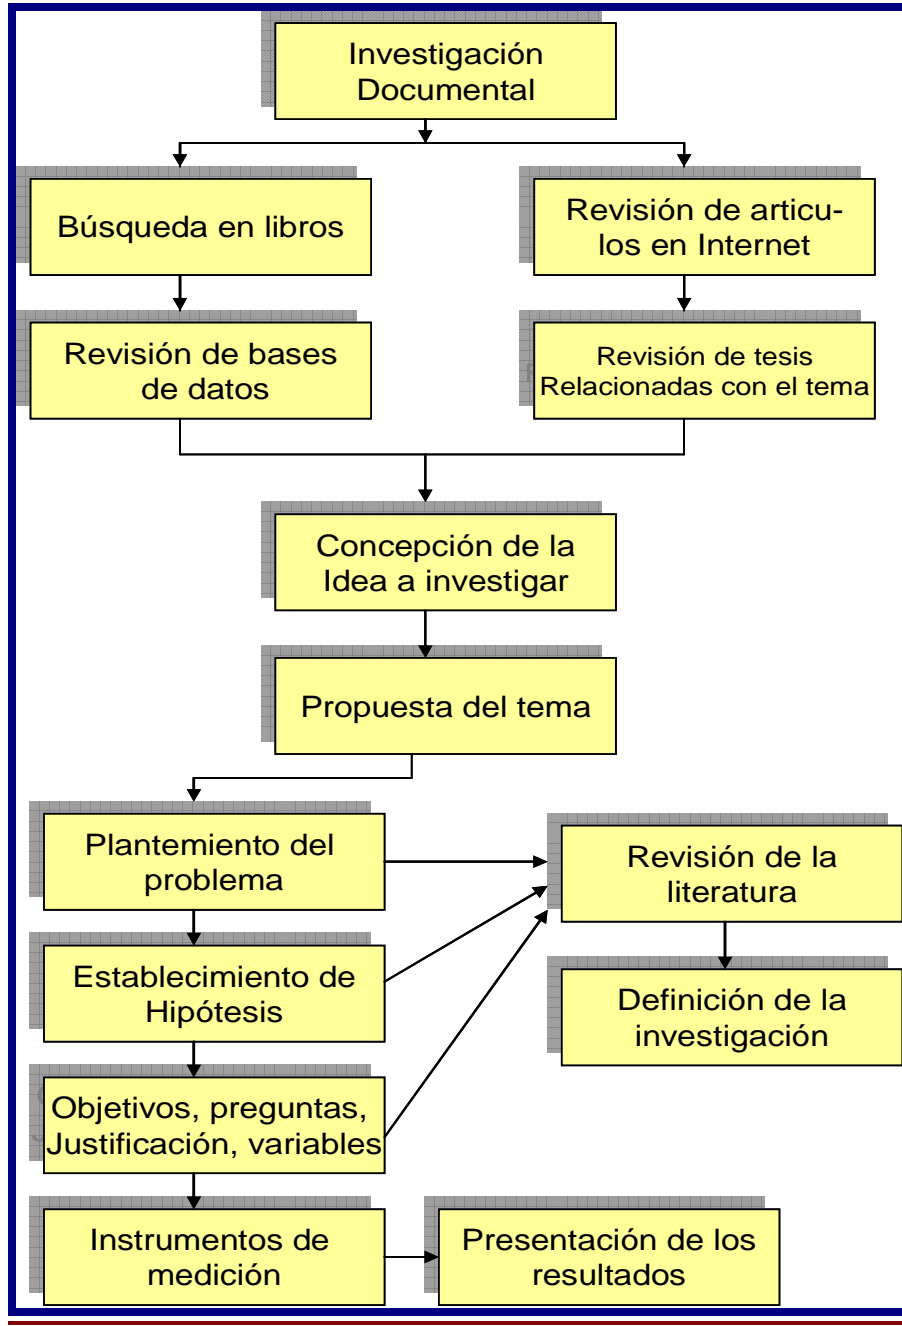 Investigación
Documental
Búsqueda en libros
Revisión de articu-
los en Internet
Revisión de bases
de datos
Revisión de tesis
Relacionadas con el tema
Concepción de la
Idea a investigar
Propuesta del tema
Plantemiento del
problema
Revisión de la
literatura
Establecimiento de
Hipótesis
Definición de la
investigación
Objetivos, preguntas,
Justificación, variables
Instrumentos de
medición
Presentación de los
resultados